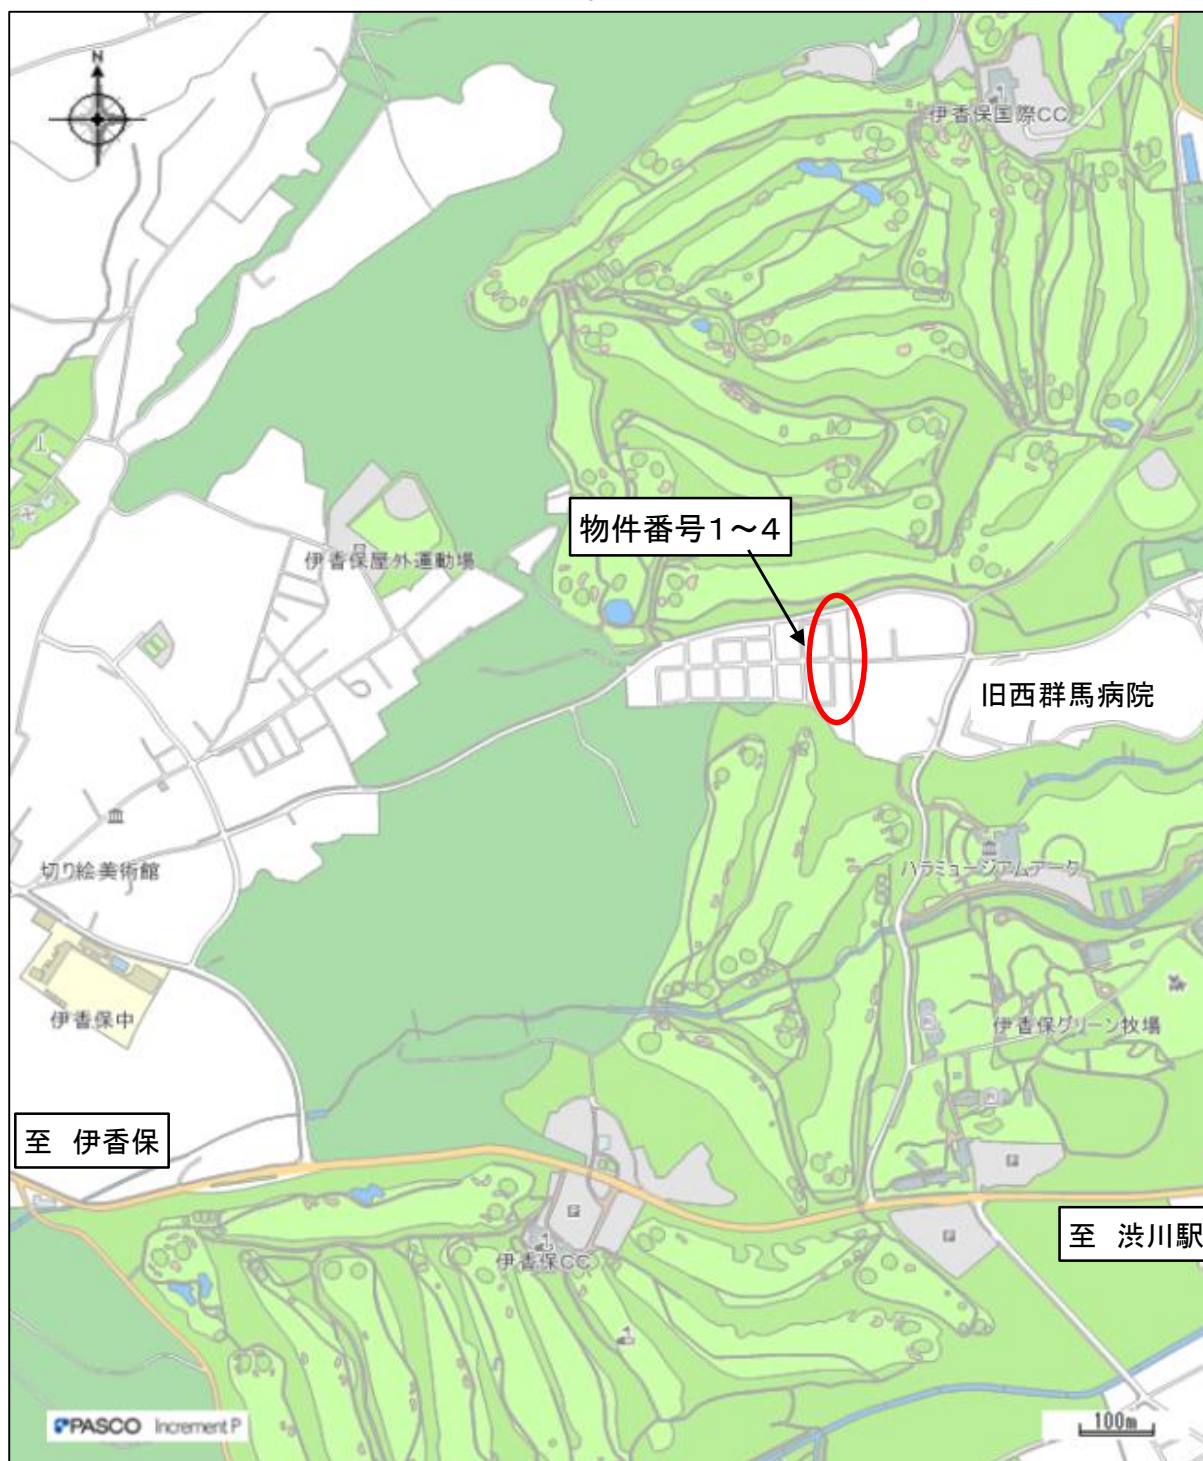 N
伊香保国際CC
物件番号1～4
伊香保屋外運動場
旧西群馬病院
切り絵美術館
ハラミュージアムアーク
伊香保中
伊香保グリーン牧場
至　伊香保
P
至　渋川駅
P
P
伊香保CC
PASCO Increment P
100m